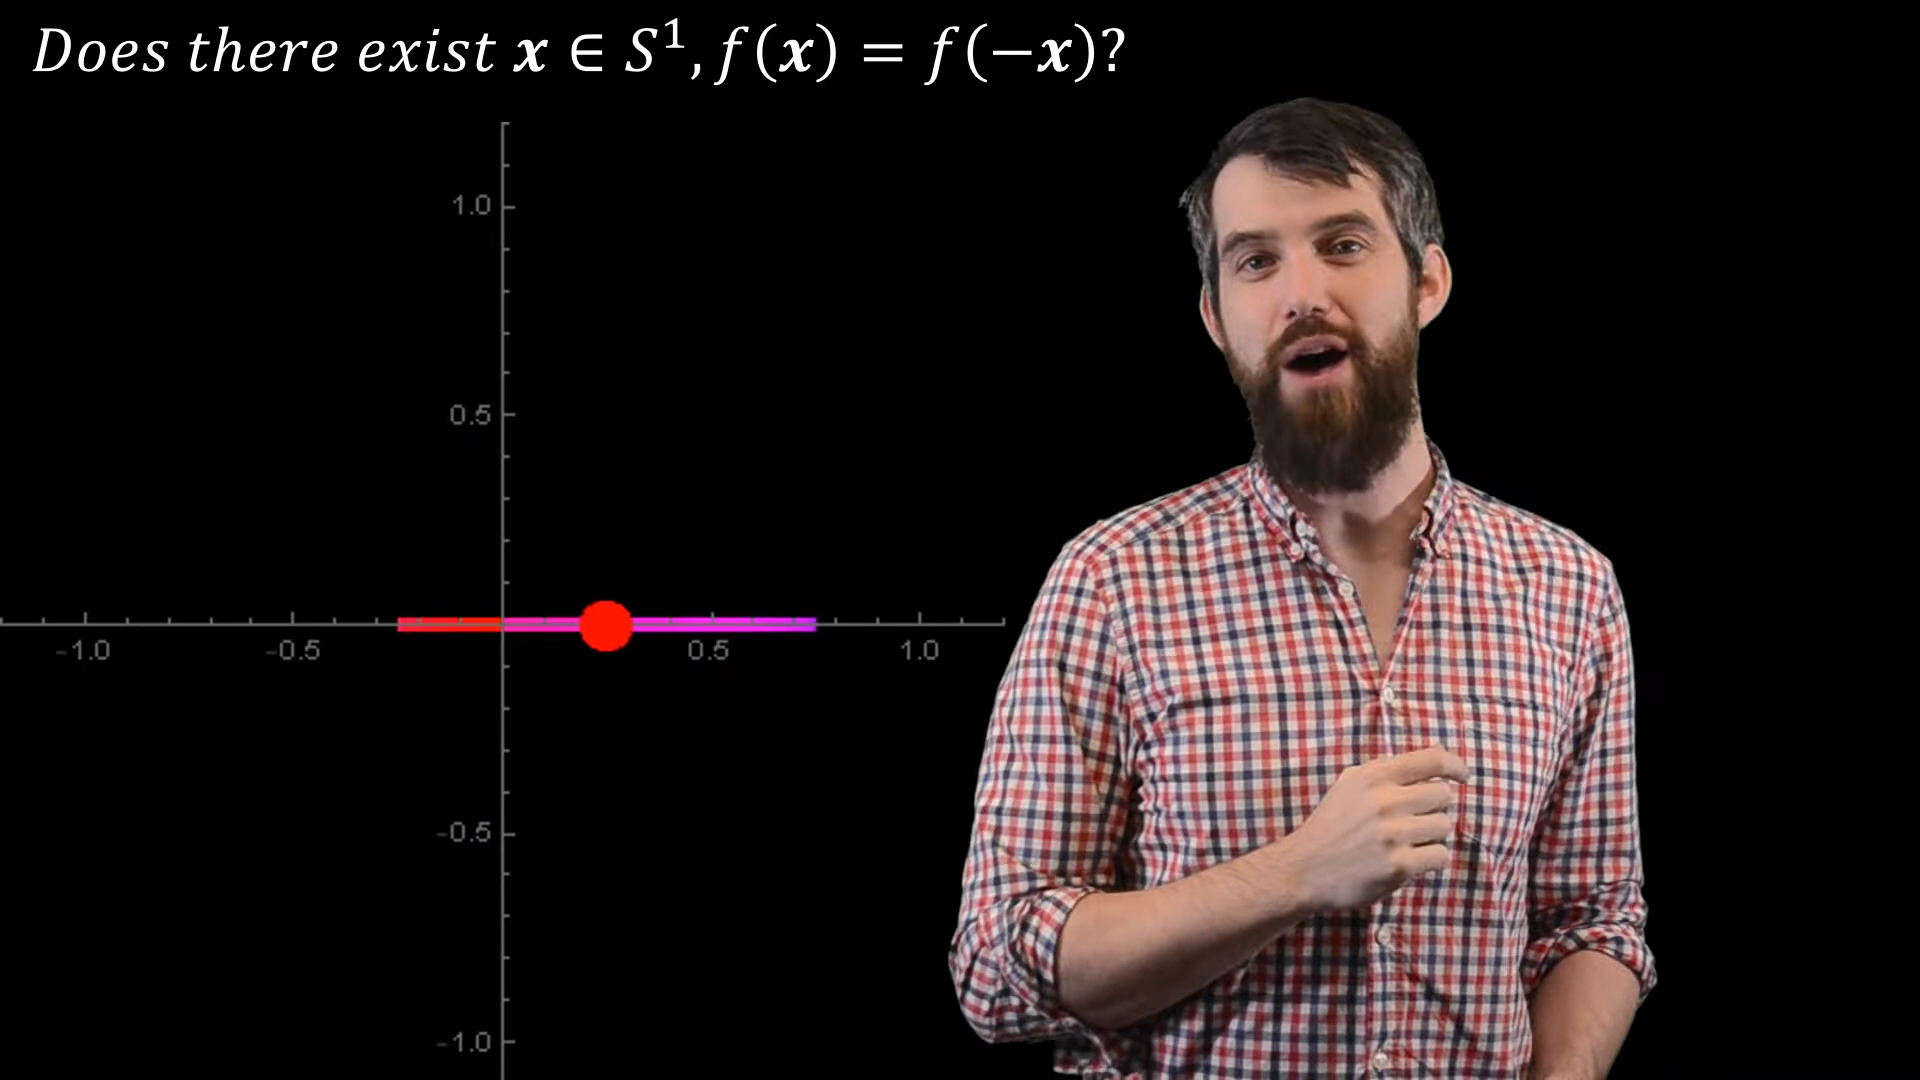 Does there exist x ∈ S¹, f(x) = f(−x)?
1.0
0.5
-1.0 -0.5 0.5 1.0
-0.5
-1.0